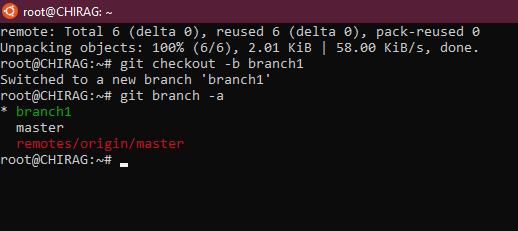 root@CHIRAG: ~
remote: Total 6 (delta 0), reused 6 (delta 0), pack-reused 0
Unpacking objects: 100% (6/6), 2.01 KiB | 58.00 KiB/s, done.
root@CHIRAG:~# git checkout -b branch1
Switched to a new branch 'branch1'
root@CHIRAG:~# git branch -a
* branch1
  master
  remotes/origin/master
root@CHIRAG:~#